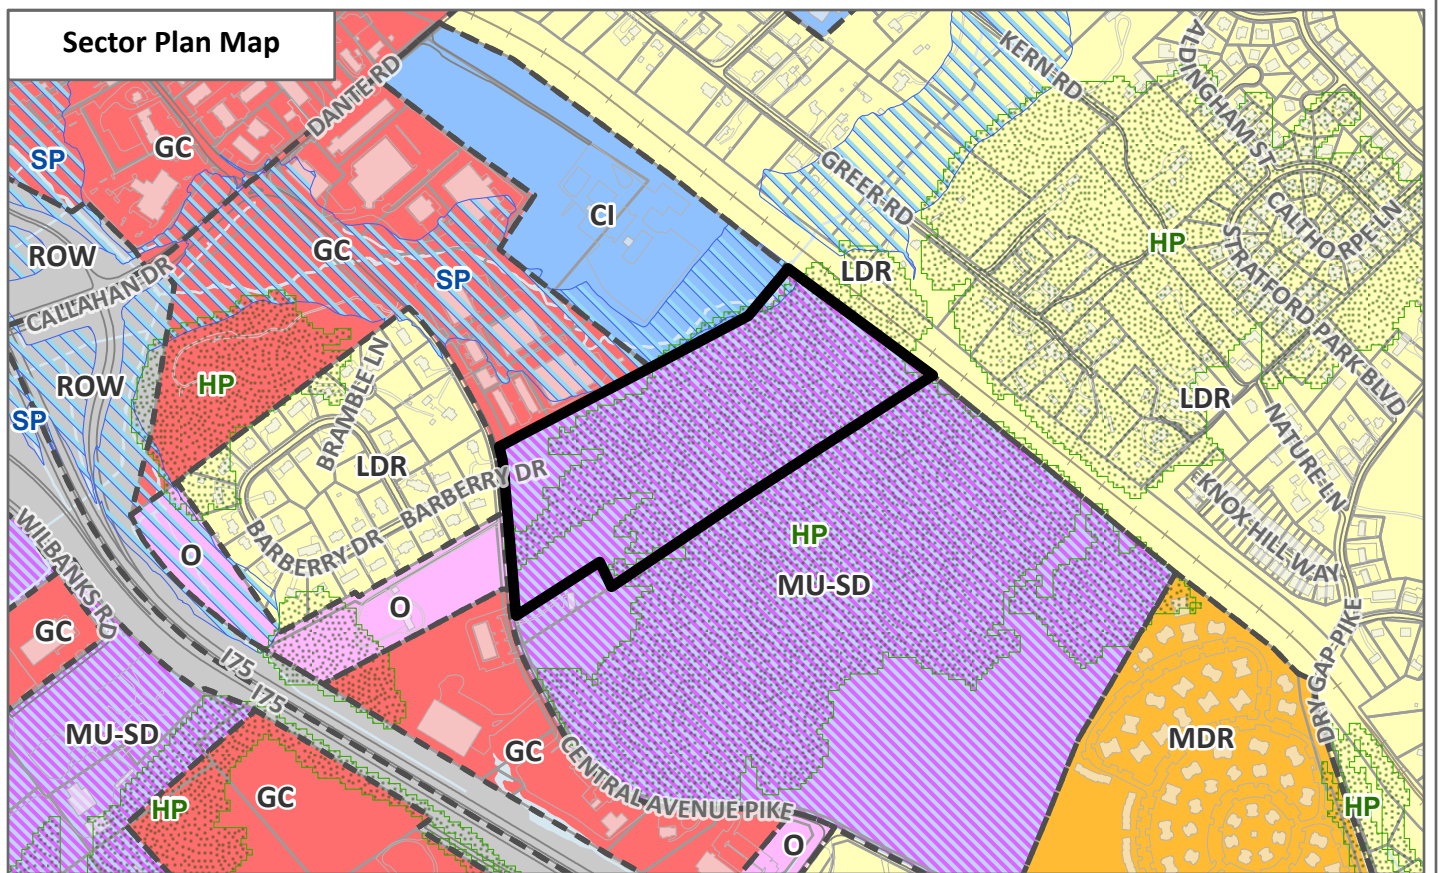 Sector Plan Map
KERN RD
ALDINGHAM ST
DANTE RD
GC
SP
GREER RD
CALTHORPE LN
CI
STRATFORD PARK BLVD
HP
ROW
GC
LDR
SP
CALLAHAN DR
ROW
HP
BRAMBLE LN
LDR
SP
NATURE LN
LDR
BARBERRY DR
BARBERRY DR
KNOX HILL WAY
WILBANKS RD
O
HP
MU-SD
O
GC
DRY GAP PIKE
I75
I75
MU-SD
GC
MDR
CENTRAL AVENUE PIKE
HP
GC
HP
O